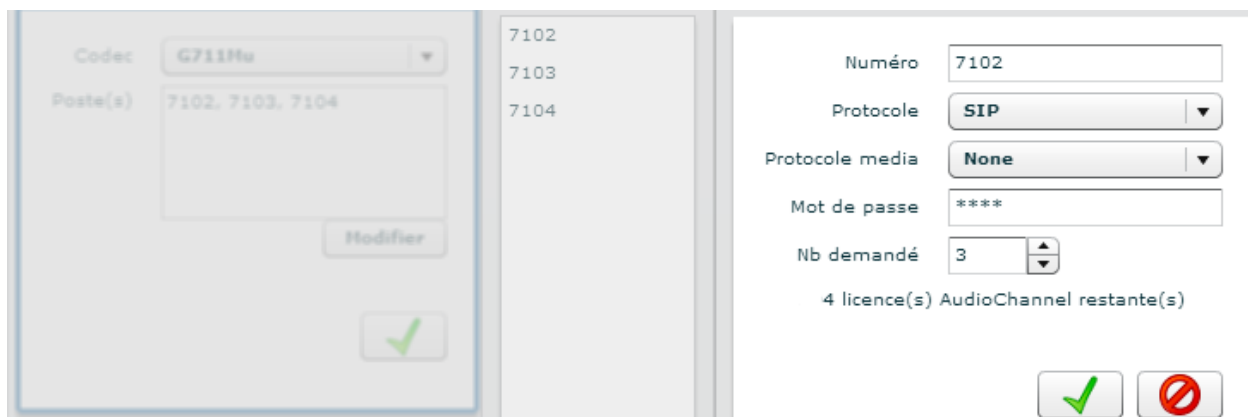 Codec G711Mu
Poste(s) 7102, 7103, 7104
Modifier
7102
7103
7104
Numéro 7102
Protocole SIP
Protocole media None
Mot de passe ****
Nb demandé 3
4 licence(s) AudioChannel restante(s)